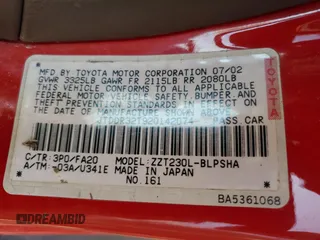 MFD BY TOYOTA MOTOR CORPORATION 07/02
GVWR 3325LB GAWR FR 2115LB RR 2080LB
THIS VEHICLE CONFORMS TO ALL APPLICABLE
FEDERAL MOTOR VEHICLE
SAFETY, BUMPER, AND
STANDARDS IN EFFECT ON THE DATE OF
MANUFACTURE SHOWN ABOVE.
PASS. CAR
TOYOTA
C/TR: 3P0/FA20 MODEL: ZZT230L-BLPSHA
A/TM: -03A/U341E MADE IN JAPAN
NO. 161
BA5361068
DREAMBID